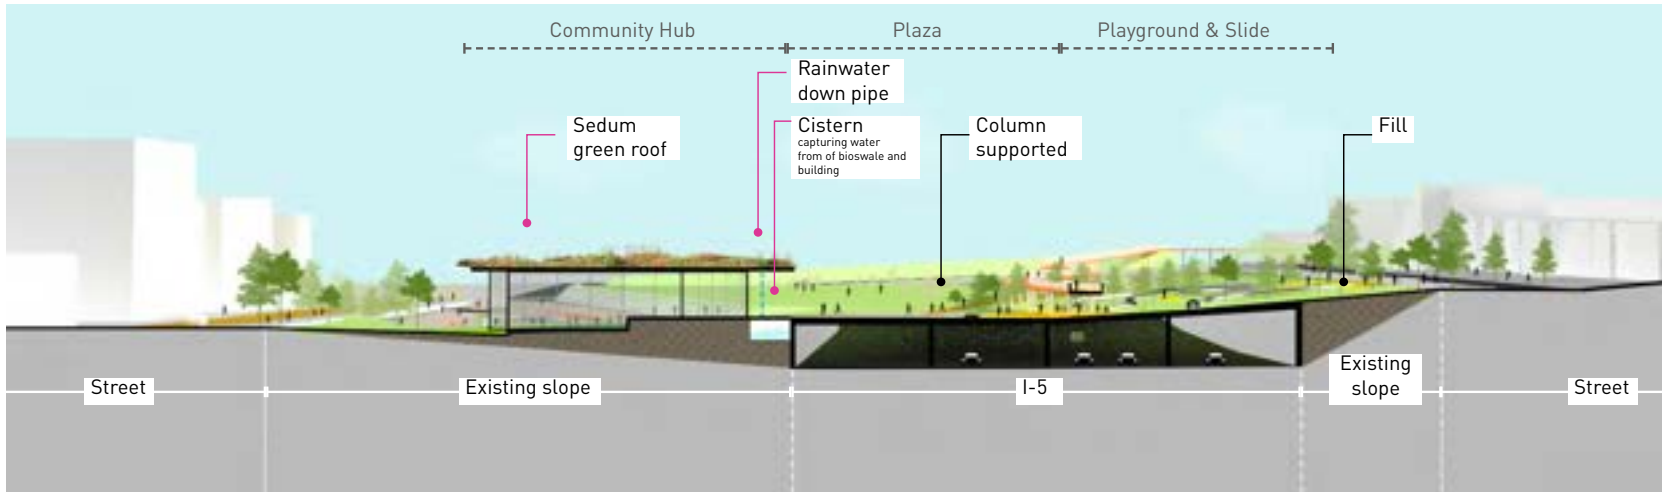 Community Hub
Plaza
Playground & Slide
Rainwater
down pipe
Sedum
green roof
Cistern
capturing water
from of bioswale and
building
Column
supported
Fill
Street
Existing slope
I-5
Existing
slope
Street